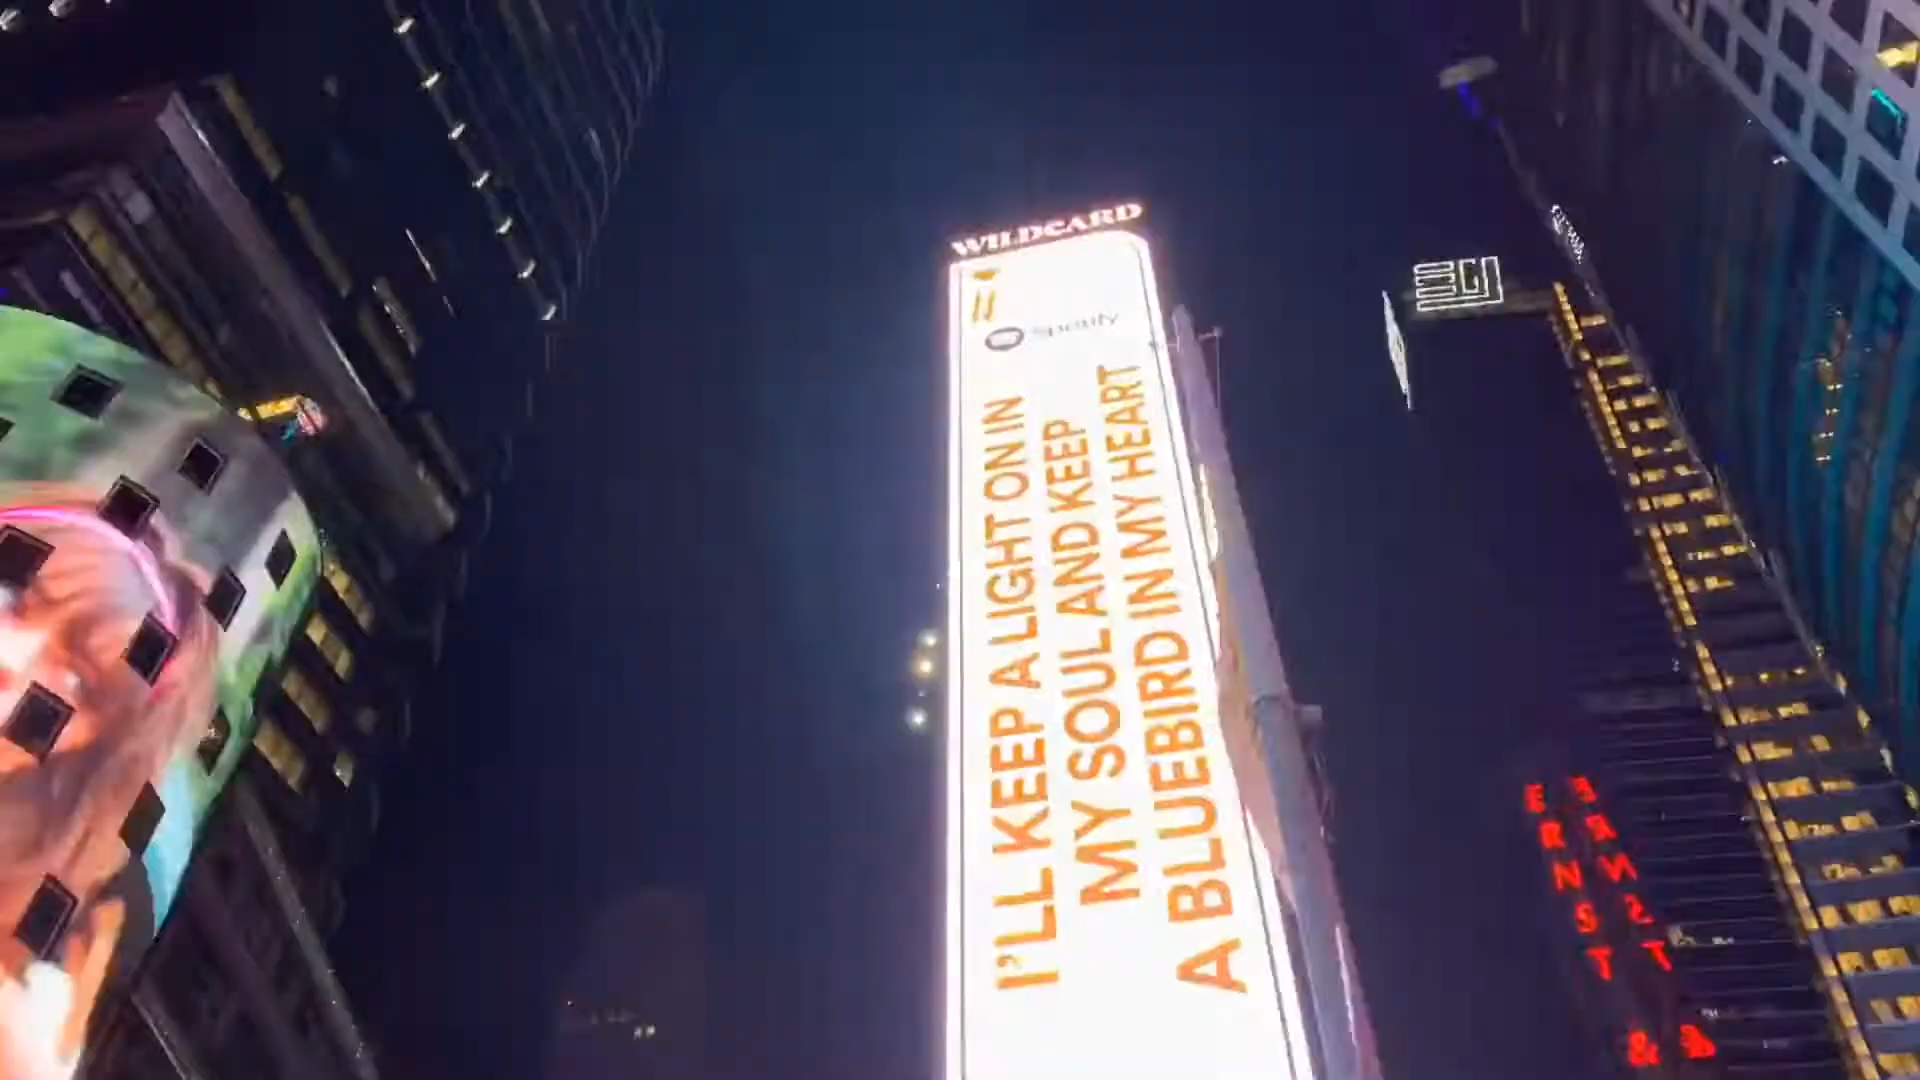 WILDCARD
Spotify
I'LL KEEP A LIGHT ON IN
MY SOUL AND KEEP
A BLUEBIRD IN MY HEART
ERNST
&
ERNST
&